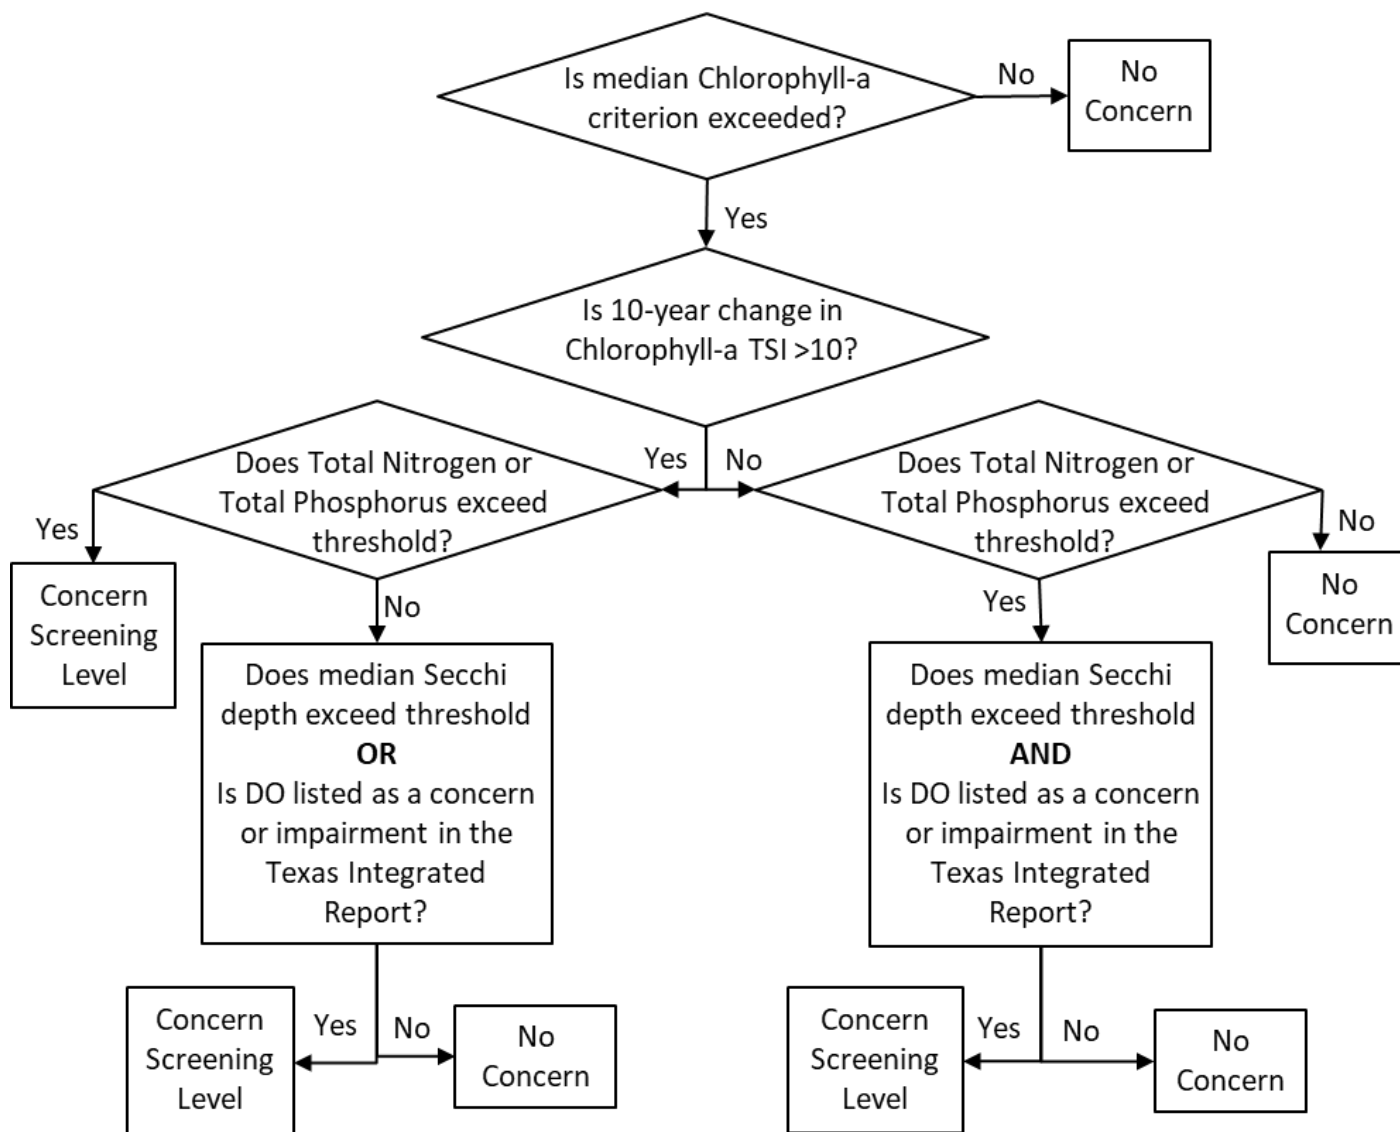 Is median Chlorophyll-a
criterion exceeded?
No
No
Concern
Yes
Is 10-year change in
Chlorophyll-a TSI >10?
Yes
No
Does Total Nitrogen or
Total Phosphorus exceed
threshold?
Yes
Concern
Screening
Level
No
Does median Secchi
depth exceed threshold
OR
Is DO listed as a concern
or impairment in the
Texas Integrated
Report?
Yes
Concern
Screening
Level
No
No
Concern
Does Total Nitrogen or
Total Phosphorus exceed
threshold?
No
No
Concern
Yes
Does median Secchi
depth exceed threshold
AND
Is DO listed as a concern
or impairment in the
Texas Integrated
Report?
Yes
Concern
Screening
Level
No
No
Concern